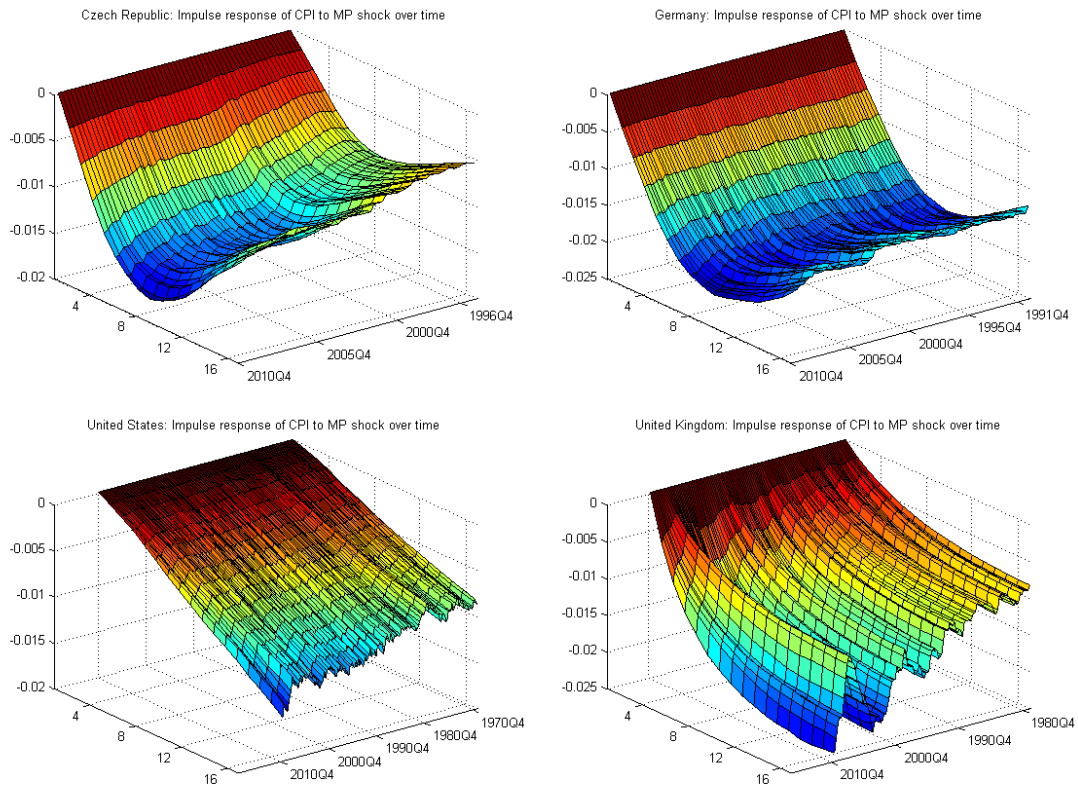 Czech Republic: Impulse response of CPI to MP shock over time
0
-0.005
-0.01
-0.015
-0.02
4
8
12
16
2010Q4
2005Q4
2000Q4
1996Q4
Germany: Impulse response of CPI to MP shock over time
0
-0.005
-0.01
-0.015
-0.02
-0.025
4
8
12
16
2010Q4
2005Q4
2000Q4
1995Q4
1991Q4
United States: Impulse response of CPI to MP shock over time
0
-0.005
-0.01
-0.015
-0.02
4
8
12
16
2010Q4
2000Q4
1990Q4
1980Q4
1970Q4
United Kingdom: Impulse response of CPI to MP shock over time
0
-0.005
-0.01
-0.015
-0.02
-0.025
4
8
12
16
2010Q4
2000Q4
1990Q4
1980Q4